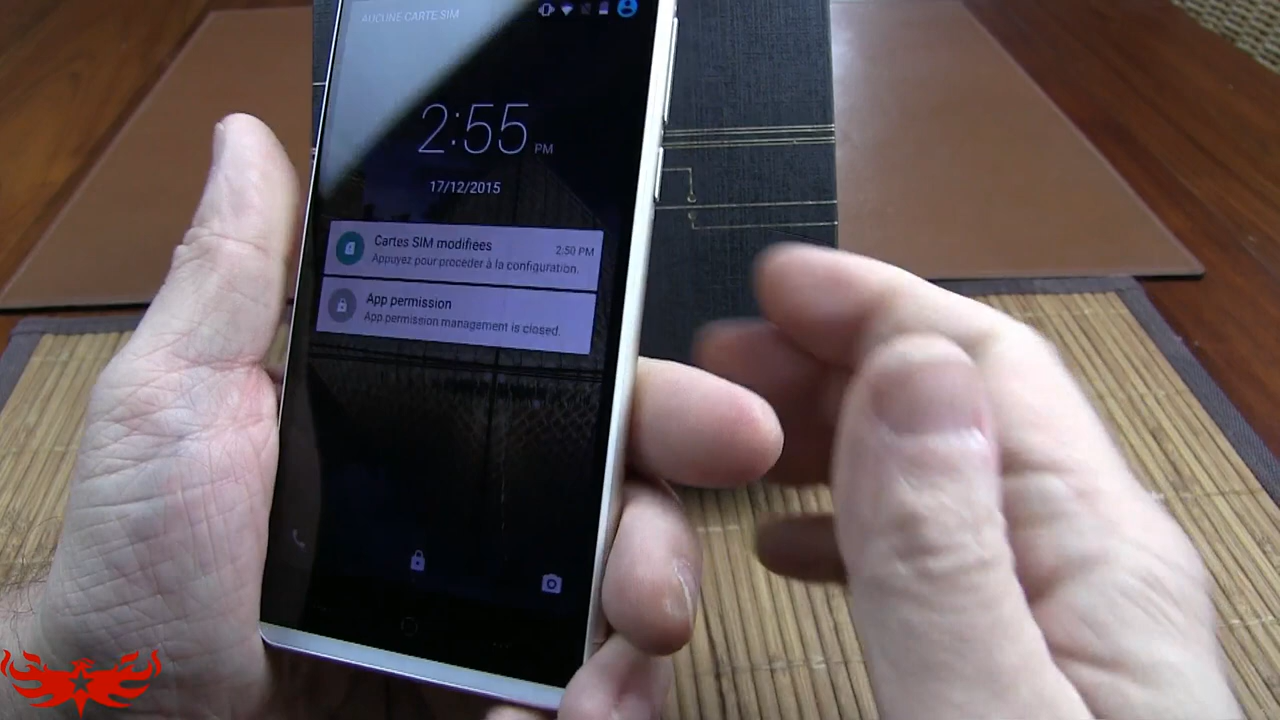 AUCUNE CARTE SIM
2:55 PM
17/12/2015
Cartes SIM modifiées 2:50 PM
Appuyez pour procéder à la configuration.
App permission
App permission management is closed.